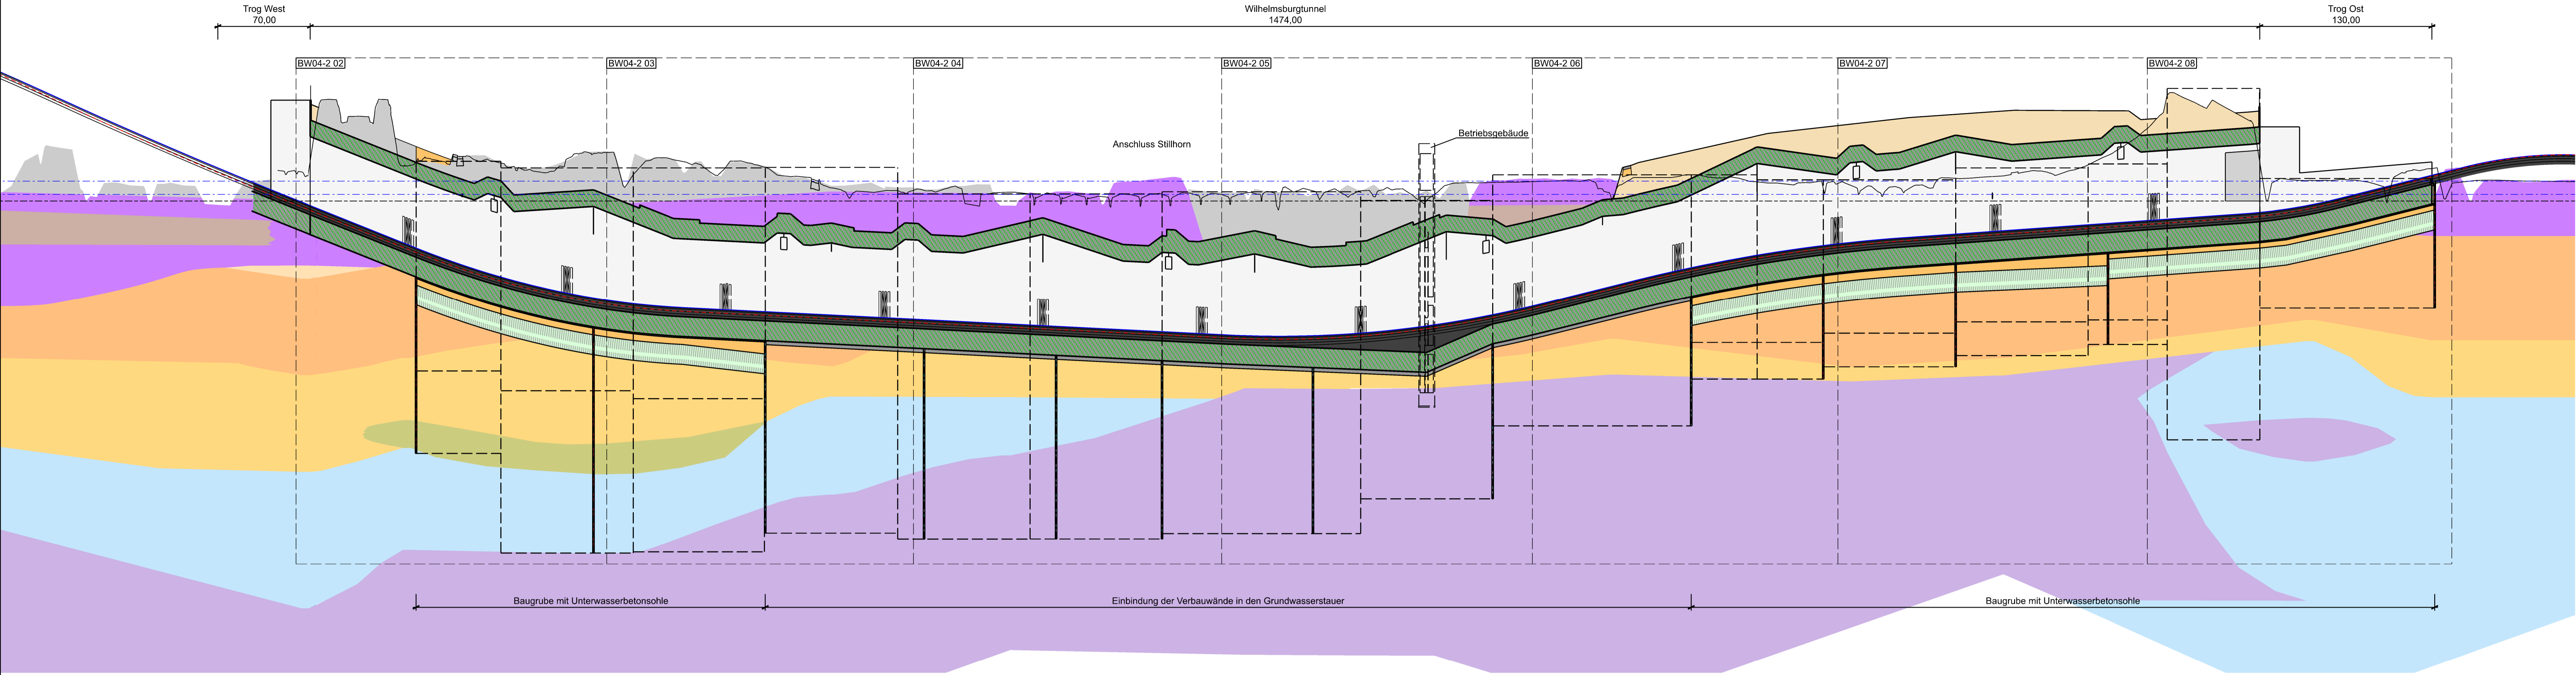 Trog West
70,00
Wilhelmsburgtunnel
1474,00
Trog Ost
130,00
BW04-2 02
BW04-2 03
BW04-2 04
BW04-2 05
BW04-2 06
BW04-2 07
BW04-2 08
Anschluss Stillhorn
Betriebsgebäude
Baugrube mit Unterwasserbetonsohle
Einbindung der Verbauwände in den Grundwasserstauer
Baugrube mit Unterwasserbetonsohle